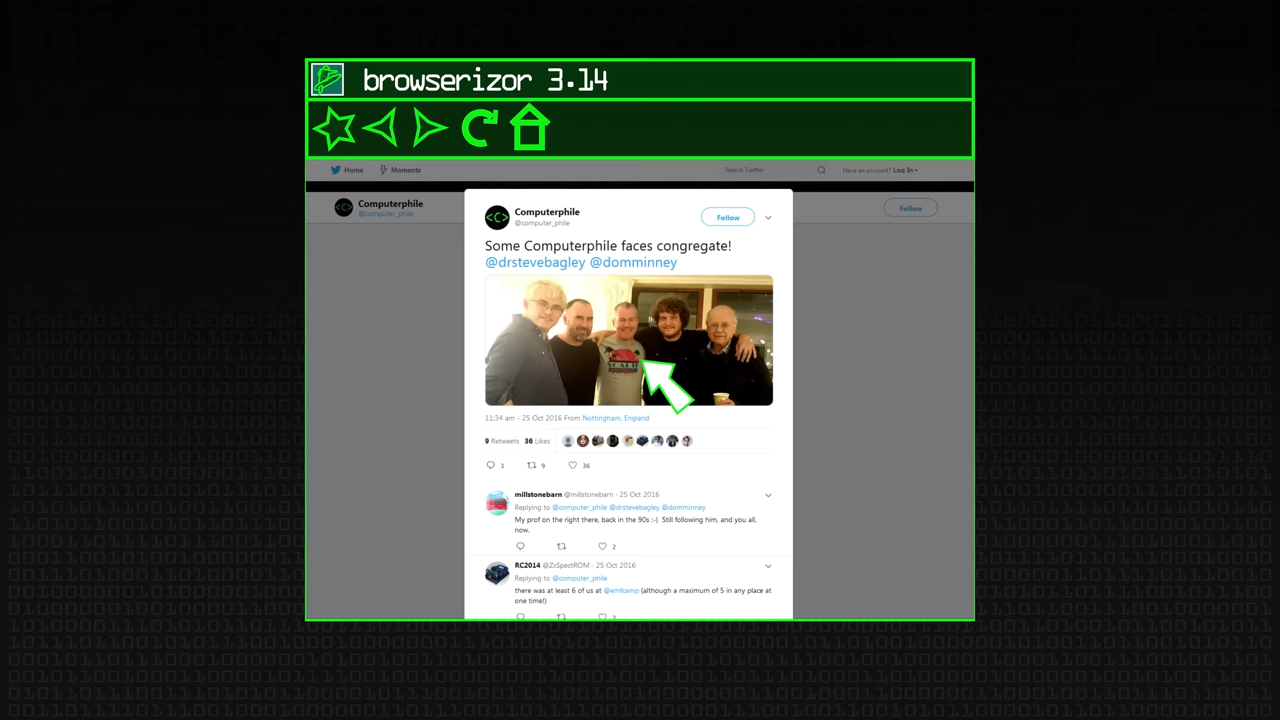 browserizor 3.14
Home Moments Search Twitter Have an account? Log In
Computerphile
@computer_phile
Follow
<C> Computerphile
@computer_phile
Follow
Some Computerphile faces congregate!
@drstevebagley @domminney
11:34 am - 25 Oct 2016 From Nottingham, England
9 Retweets 36 Likes
3 9 36
millstonebarn @millstonebarn · 25 Oct 2016
Replying to @computer_phile @drstevebagley @domminney
My prof on the right there, back in the 90s :-) Still following him, and you all,
now.
2
RC2014 @ZxSpectROM · 25 Oct 2016
Replying to @computer_phile
there was at least 6 of us at @emfcamp (although a maximum of 5 in any place at
one time!)